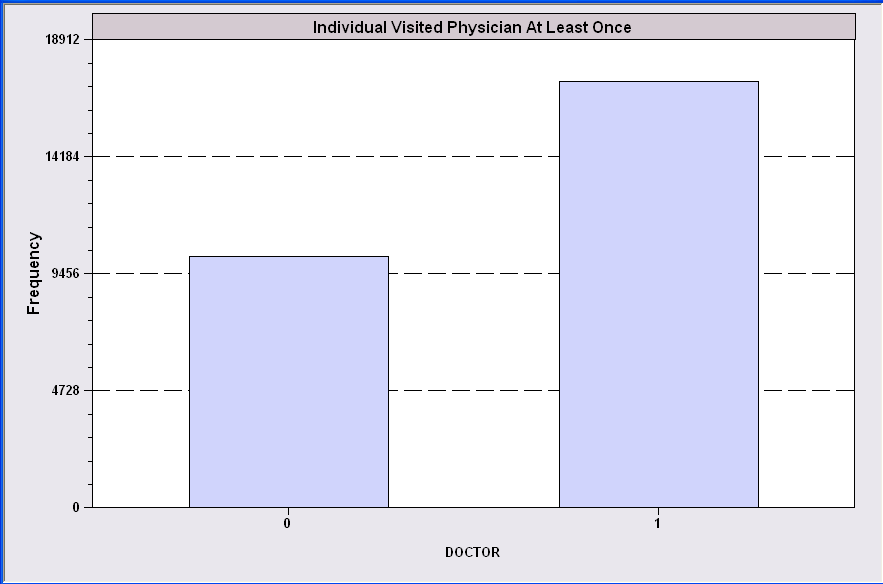 Individual Visited Physician At Least Once
18912
14184
9456
4728
0
Frequency
0 1
DOCTOR